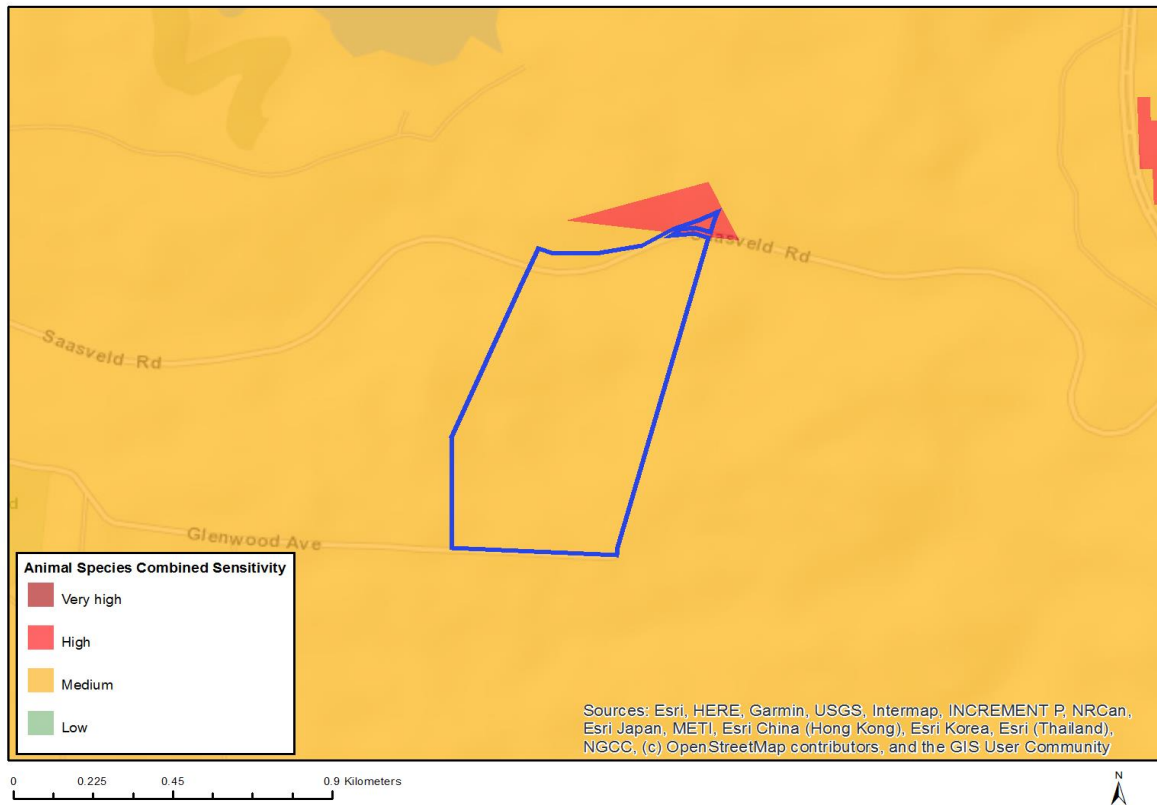 Saasveld Rd
Saasveld Rd
Glenwood Ave
d
Animal Species Combined Sensitivity
Very high
High
Medium
Low
Sources: Esri, HERE, Garmin, USGS, Intermap, INCREMENT P, NRCan,
Esri Japan, METI, Esri China (Hong Kong), Esri Korea, Esri (Thailand),
NGCC, (c) OpenStreetMap contributors, and the GIS User Community
0 0.225 0.45 0.9 Kilometers
N